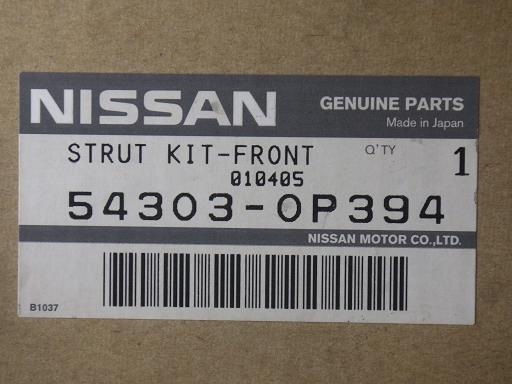 NISSAN GENUINE PARTS
Made in Japan
STRUT KIT-FRONT Q'TY 1
010405
54303-0P394
NISSAN MOTOR CO.,LTD.
B1037